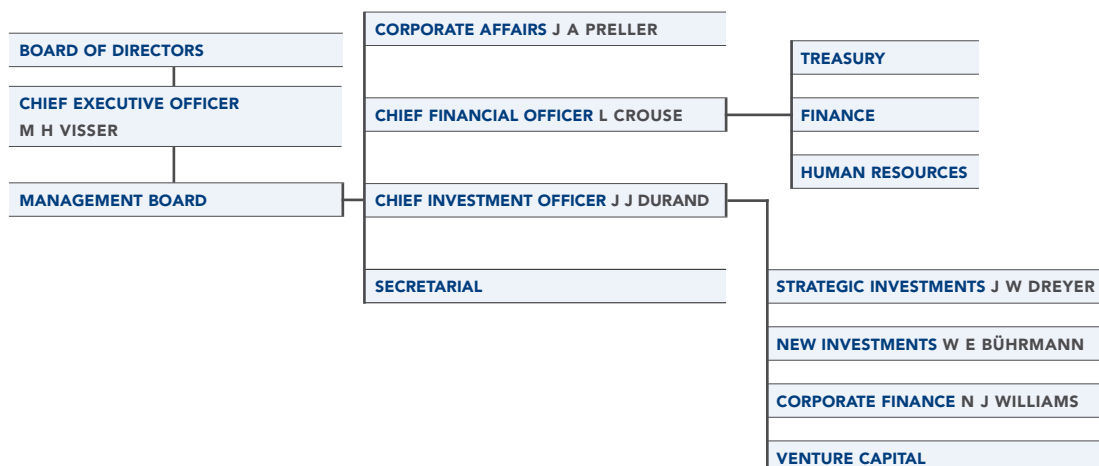 BOARD OF DIRECTORS
CHIEF EXECUTIVE OFFICER
M H VISSER
MANAGEMENT BOARD
CORPORATE AFFAIRS J A PRELLER
CHIEF FINANCIAL OFFICER L CROUSE
CHIEF INVESTMENT OFFICER J J DURAND
SECRETARIAL
TREASURY
FINANCE
HUMAN RESOURCES
STRATEGIC INVESTMENTS J W DREYER
NEW INVESTMENTS W E BÜHRMANN
CORPORATE FINANCE N J WILLIAMS
VENTURE CAPITAL